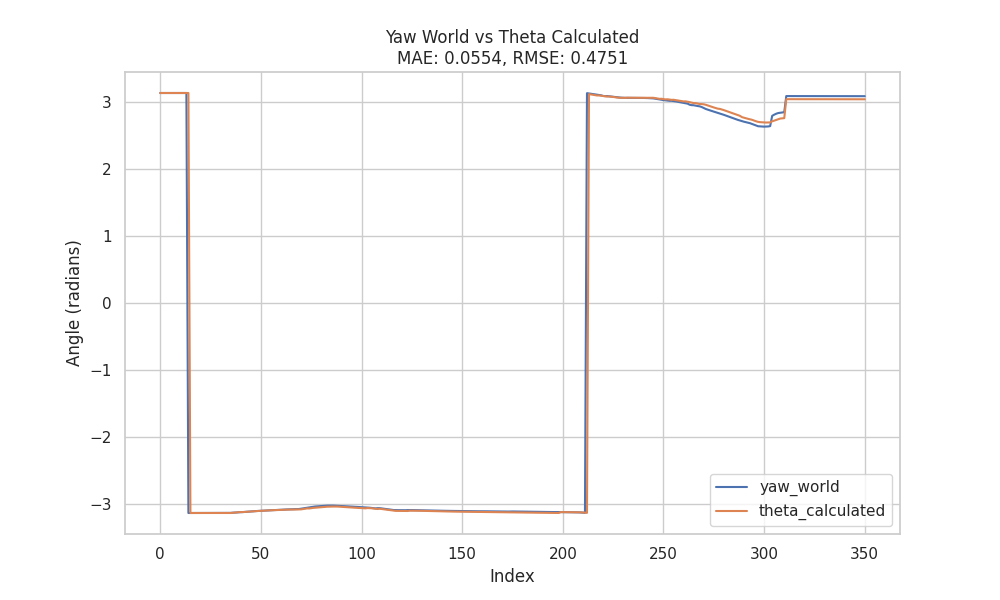 Yaw World vs Theta Calculated
MAE: 0.0554, RMSE: 0.4751
Angle (radians)
3
2
1
0
−1
−2
−3
0 50 100 150 200 250 300 350
Index
yaw_world
theta_calculated